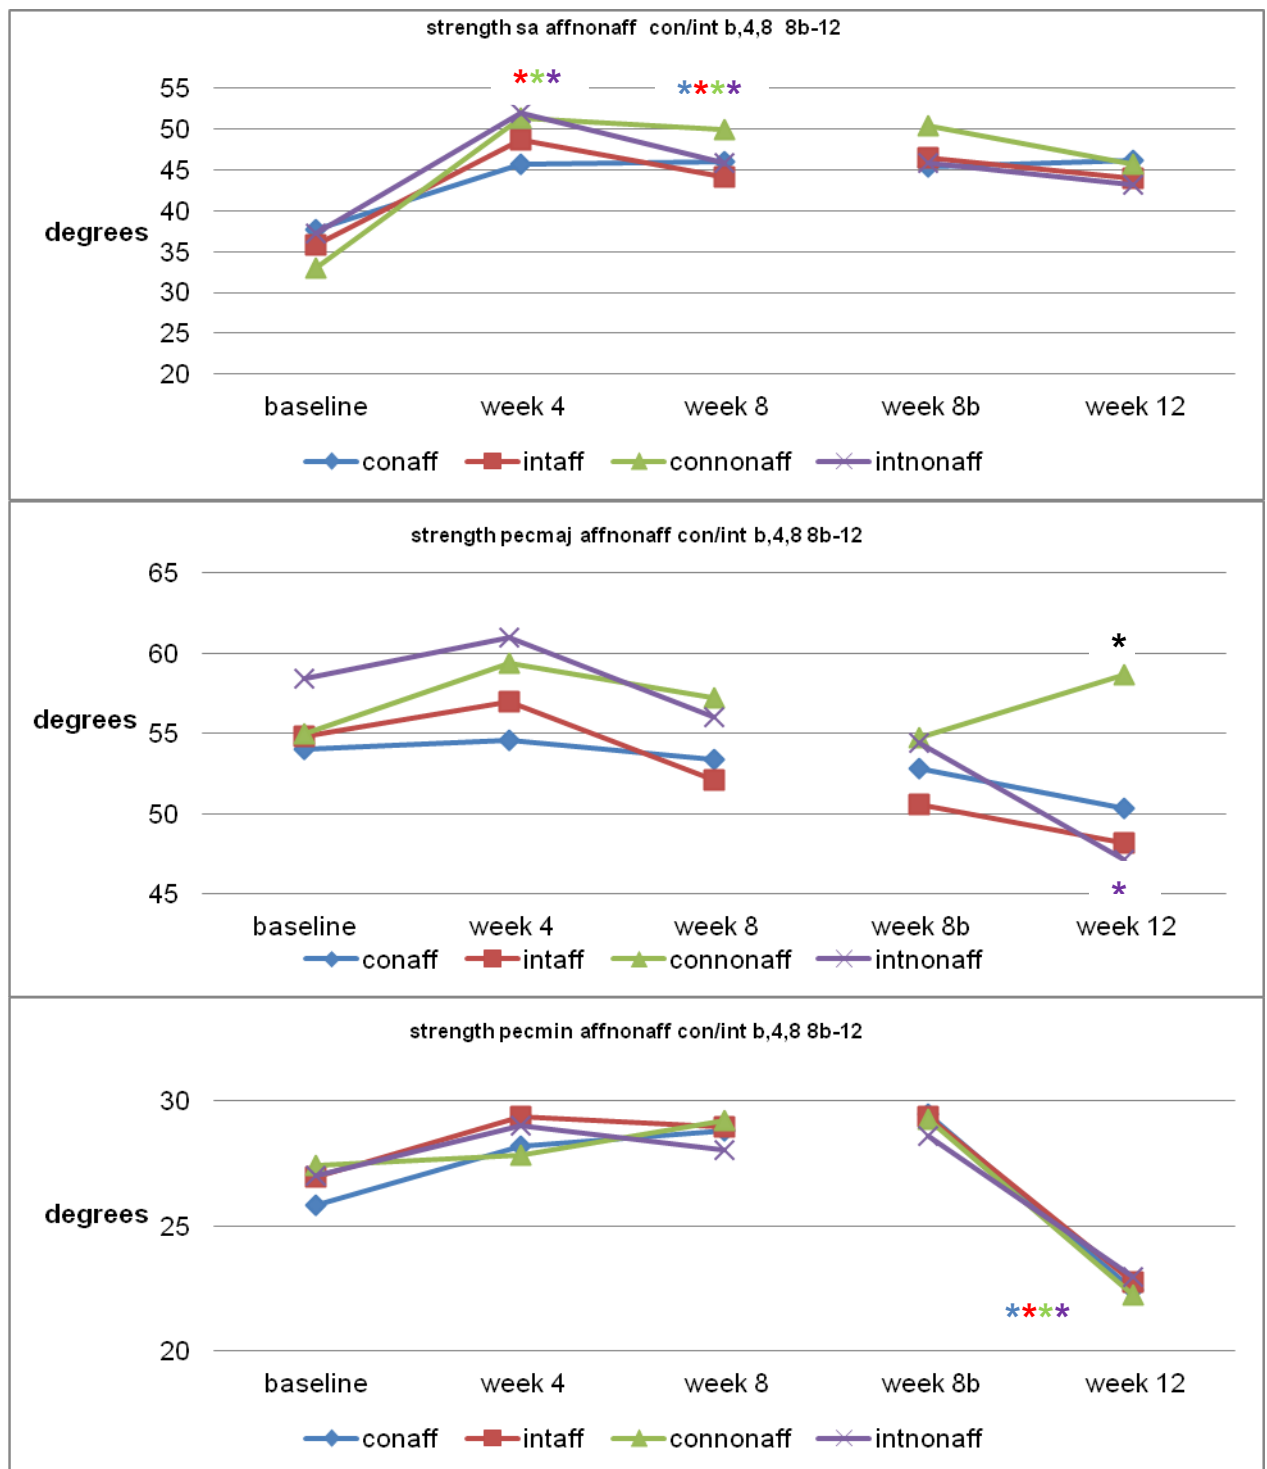 strength sa affnonaff con/int b,4,8 8b-12
* * *
* * * *
55
50
45
40
35
30
25
20
degrees
baseline week 4 week 8 week 8b week 12
conaff intaff connonaff intnonaff
strength pecmaj affnonaff con/int b,4,8 8b-12
65
60
55
50
45
*
*
degrees
baseline week 4 week 8 week 8b week 12
conaff intaff connonaff intnonaff
strength pecmin affnonaff con/int b,4,8 8b-12
30
25
20
degrees
* * * *
baseline week 4 week 8 week 8b week 12
conaff intaff connonaff intnonaff